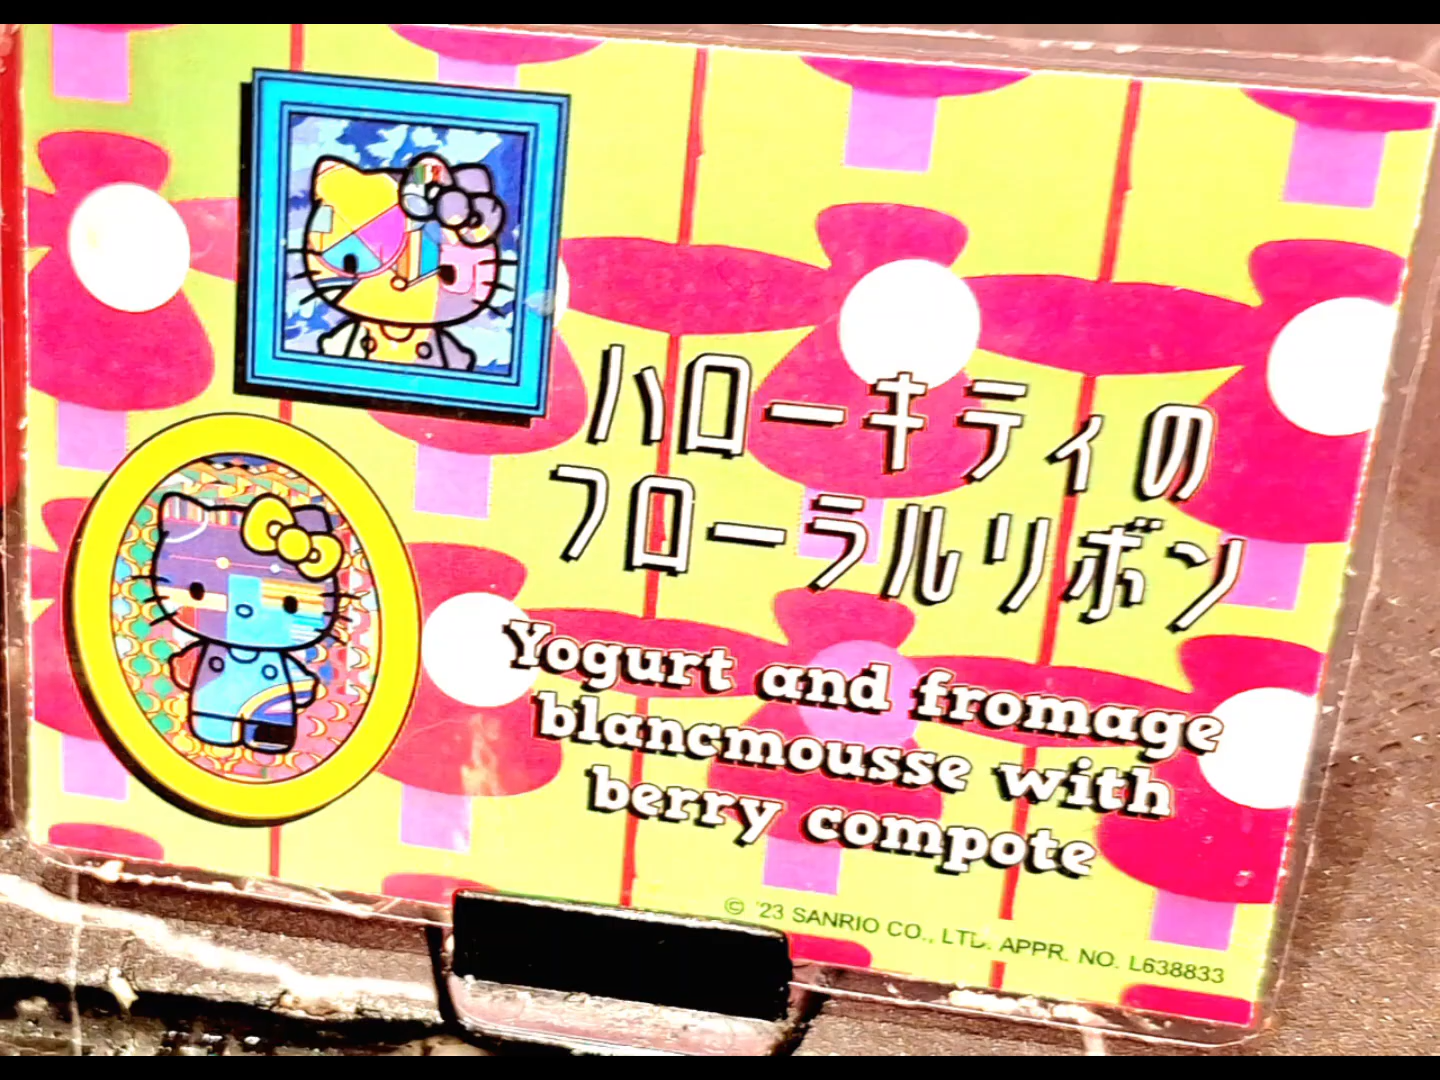 ハローキティの
フローラルリボン
Yogurt and fromage
blancmousse with
berry compote
© '23 SANRIO CO., LTD. APPR. NO. L638833